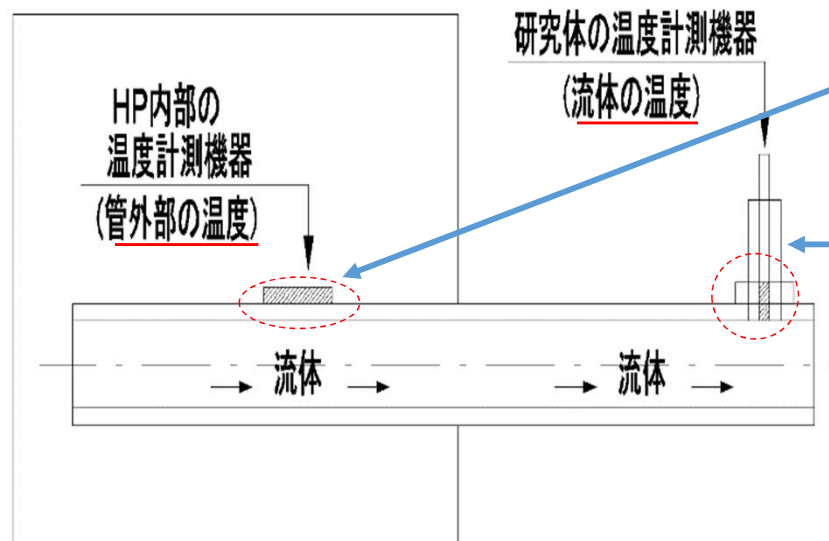 HP内部の
温度計測機器
(管外部の温度)
研究体の温度計測機器
(流体の温度)
流体
流体